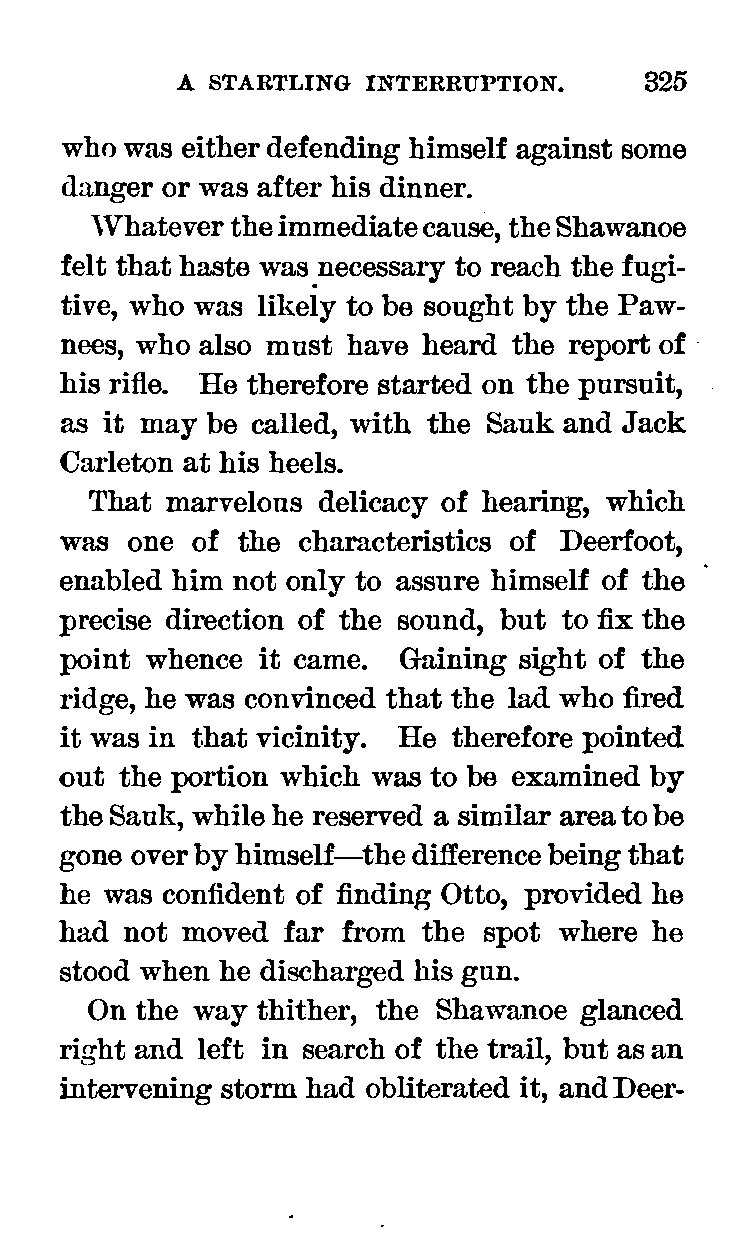 A STARTLING INTERRUPTION. 325
who was either defending himself against some
danger or was after his dinner.
Whatever the immediate cause, the Shawanoe
felt that haste was necessary to reach the fugi-
tive, who was likely to be sought by the Paw-
nees, who also must have heard the report of
his rifle. He therefore started on the pursuit,
as it may be called, with the Sauk and Jack
Carleton at his heels.
That marvelous delicacy of hearing, which
was one of the characteristics of Deerfoot,
enabled him not only to assure himself of the
precise direction of the sound, but to fix the
point whence it came. Gaining sight of the
ridge, he was convinced that the lad who fired
it was in that vicinity. He therefore pointed
out the portion which was to be examined by
the Sauk, while he reserved a similar area to be
gone over by himself—the difference being that
he was confident of finding Otto, provided he
had not moved far from the spot where he
stood when he discharged his gun.
On the way thither, the Shawanoe glanced
right and left in search of the trail, but as an
intervening storm had obliterated it, and Deer-